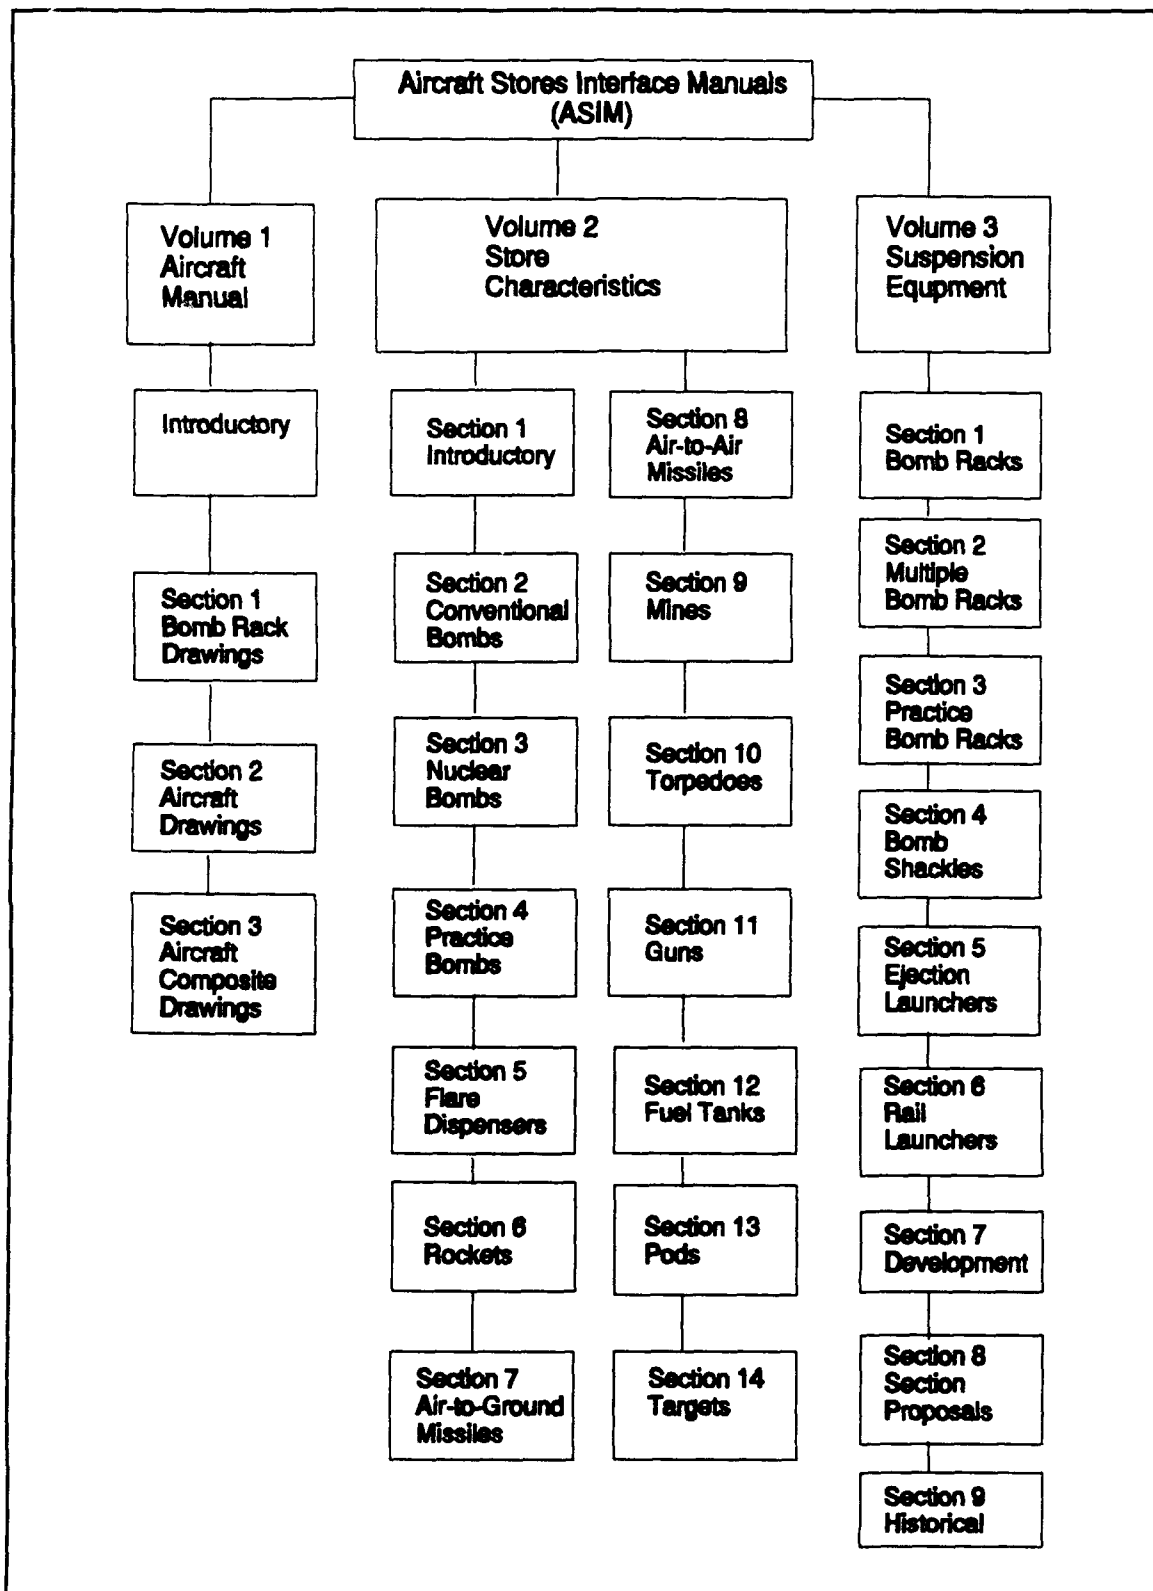 Aircraft Stores Interface Manuals
(ASIM)
Volume 1
Aircraft
Manual
Introductory
Section 1
Bomb Rack
Drawings
Section 2
Aircraft
Drawings
Section 3
Aircraft
Composite
Drawings
Volume 2
Store
Characteristics
Section 1
Introductory
Section 2
Conventional
Bombs
Section 3
Nuclear
Bombs
Section 4
Practice
Bombs
Section 5
Flare
Dispensers
Section 6
Rockets
Section 7
Air-to-Ground
Missiles
Section 8
Air-to-Air
Missiles
Section 9
Mines
Section 10
Torpedoes
Section 11
Guns
Section 12
Fuel Tanks
Section 13
Pods
Section 14
Targets
Volume 3
Suspension
Equpment
Section 1
Bomb Racks
Section 2
Multiple
Bomb Racks
Section 3
Practice
Bomb Racks
Section 4
Bomb
Shackles
Section 5
Ejection
Launchers
Section 6
Rail
Launchers
Section 7
Development
Section 8
Section
Proposals
Section 9
Historical